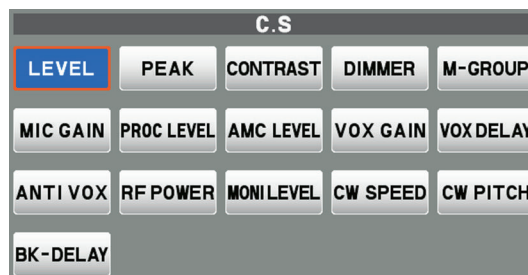 C.S
LEVEL PEAK CONTRAST DIMMER M-GROUP
MIC GAIN PROC LEVEL AMC LEVEL VOX GAIN VOX DELAY
ANTI VOX RF POWER MONI LEVEL CW SPEED CW PITCH
BK-DELAY